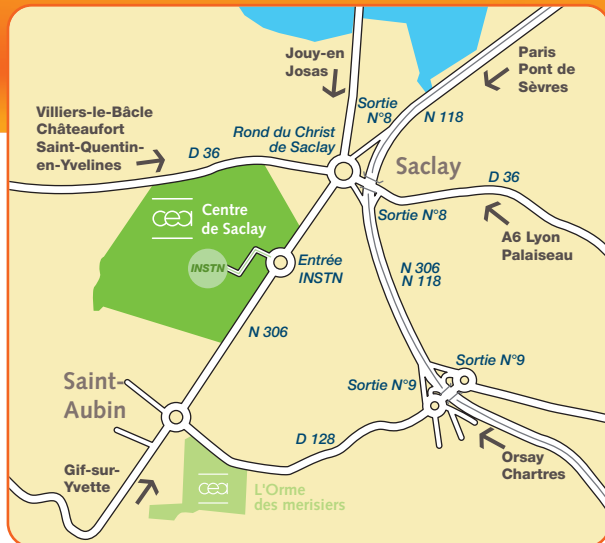 Jouy-en
Josas
Paris
Pont de
Sèvres
Sortie
N°8
N 118
Villiers-le-Bâcle
Châteaufort
Saint-Quentin-
en-Yvelines
Rond du Christ
de Saclay
D 36
Saclay
D 36
cea
Centre
de Saclay
Sortie N°8
A6 Lyon
Palaiseau
INSTN
Entrée
INSTN
N 306
N 118
N 306
Sortie N°9
Sortie N°9
Saint-
Aubin
D 128
Orsay
Chartres
Gif-sur-
Yvette
cea
L'Orme
des merisiers